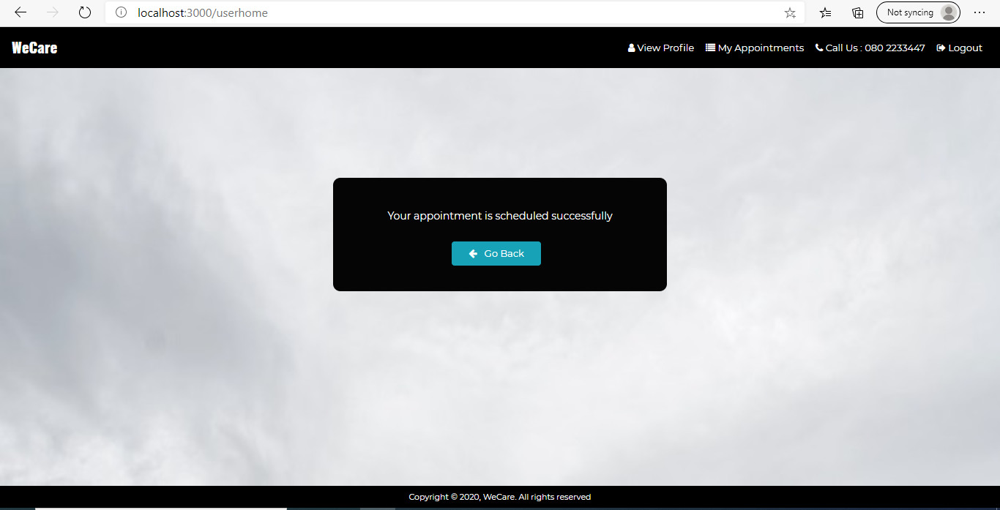 localhost:3000/userhome
Not syncing
WeCare
View Profile My Appointments Call Us : 080 2233447 Logout
Your appointment is scheduled successfully
Go Back
Copyright © 2020, WeCare. All rights reserved